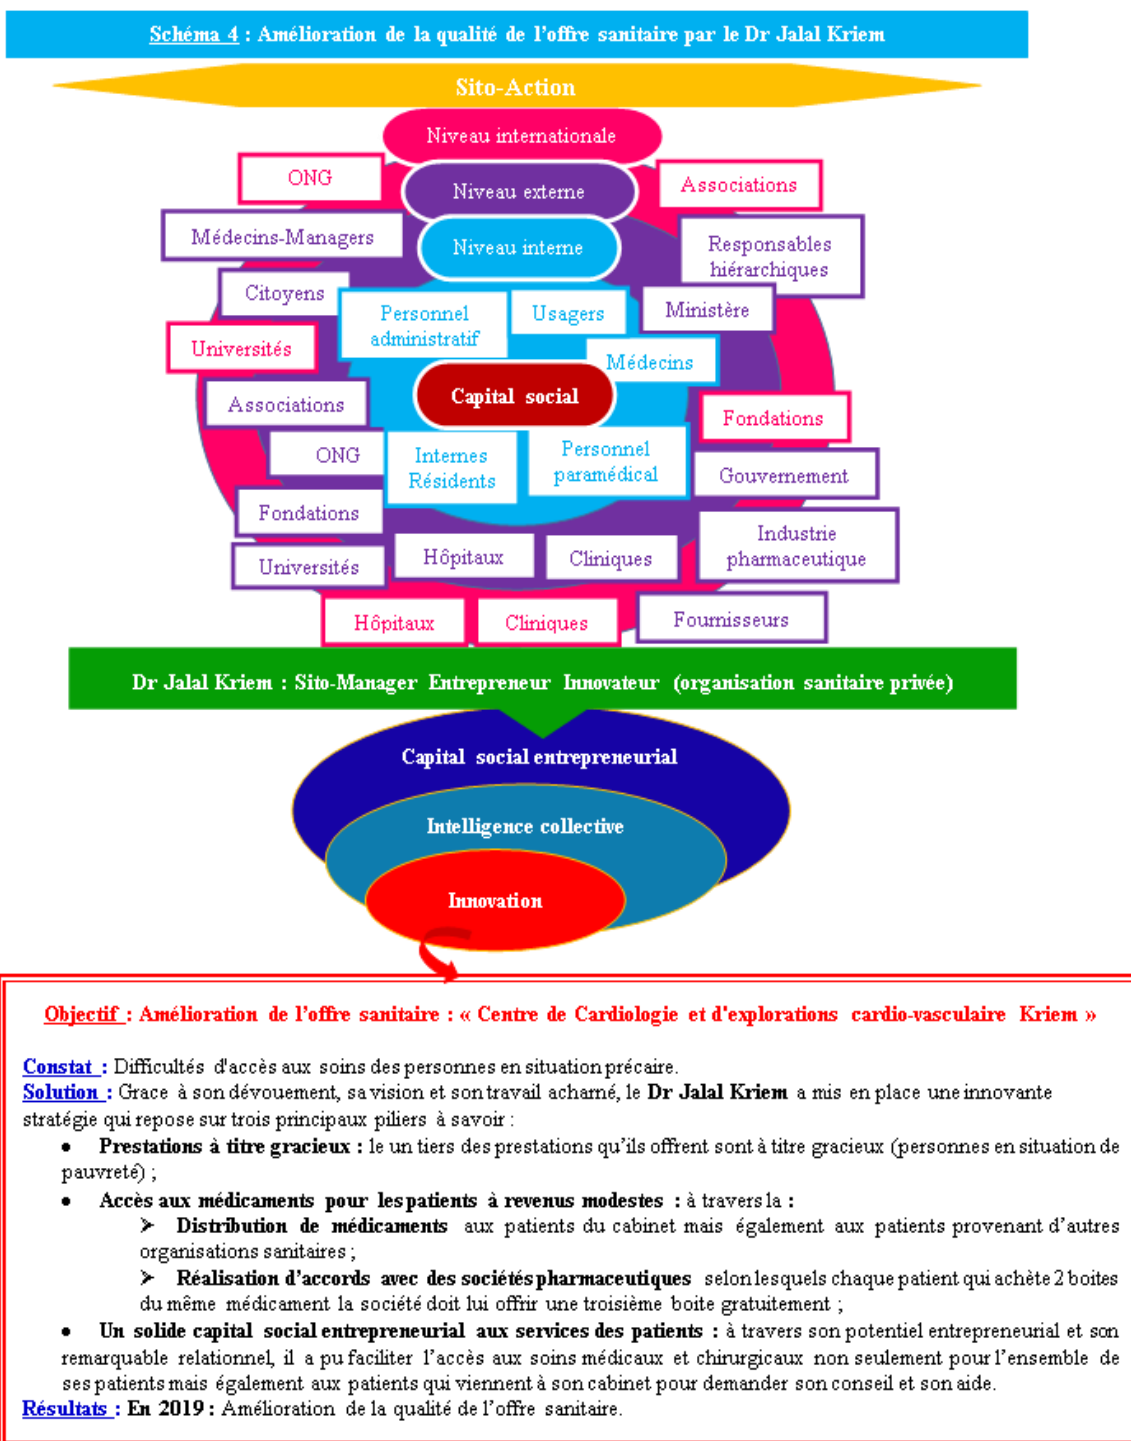 Schéma 4 : Amélioration de la qualité de l'offre sanitaire par le Dr Jalal Kriem
Sito-Action
Niveau internationale
ONG
Niveau externe
Associations
Médecins-Managers
Niveau interne
Responsables
hiérarchiques
Citoyens
Personnel
administratif
Usagers
Ministère
Universités
Médecins
Associations
Capital social
Fondations
ONG
Internes
Résidents
Personnel
paramédical
Gouvernement
Fondations
Industrie
pharmaceutique
Universités
Hôpitaux
Cliniques
Hôpitaux
Cliniques
Fournisseurs
Dr Jalal Kriem : Sito-Manager Entrepreneur Innovateur (organisation sanitaire privée)
Capital social entrepreneurial
Intelligence collective
Innovation
Objectif : Amélioration de l'offre sanitaire : « Centre de Cardiologie et d'explorations cardio-vasculaire Kriem »
Constat : Difficultés d'accès aux soins des personnes en situation précaire.
Solution : Grace à son dévouement, sa vision et son travail acharné, le Dr Jalal Kriem a mis en place une innovante
stratégie qui repose sur trois principaux piliers à savoir :
• Prestations à titre gracieux : le un tiers des prestations qu'ils offrent sont à titre gracieux (personnes en situation de
pauvreté) ;
• Accès aux médicaments pour les patients à revenus modestes : à travers la :
➢ Distribution de médicaments aux patients du cabinet mais également aux patients provenant d'autres
organisations sanitaires ;
➢ Réalisation d'accords avec des sociétés pharmaceutiques selon lesquels chaque patient qui achète 2 boites
du même médicament la société doit lui offrir une troisième boite gratuitement ;
• Un solide capital social entrepreneurial aux services des patients : à travers son potentiel entrepreneurial et son
remarquable relationnel, il a pu faciliter l'accès aux soins médicaux et chirurgicaux non seulement pour l'ensemble de
ses patients mais également aux patients qui viennent à son cabinet pour demander son conseil et son aide.
Résultats : En 2019 : Amélioration de la qualité de l'offre sanitaire.